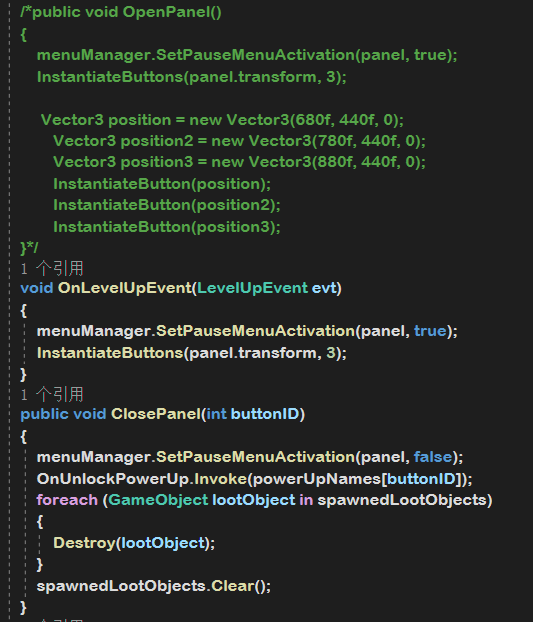 /*public void OpenPanel()
{
menuManager.SetPauseMenuActivation(panel, true);
InstantiateButtons(panel.transform, 3);
Vector3 position = new Vector3(680f, 440f, 0);
Vector3 position2 = new Vector3(780f, 440f, 0);
Vector3 position3 = new Vector3(880f, 440f, 0);
InstantiateButton(position);
InstantiateButton(position2);
InstantiateButton(position3);
}*/
1 个引用
void OnLevelUpEvent(LevelUpEvent evt)
{
menuManager.SetPauseMenuActivation(panel, true);
InstantiateButtons(panel.transform, 3);
}
1 个引用
public void ClosePanel(int buttonID)
{
menuManager.SetPauseMenuActivation(panel, false);
OnUnlockPowerUp.Invoke(powerUpNames[buttonID]);
foreach (GameObject lootObject in spawnedLootObjects)
{
Destroy(lootObject);
}
spawnedLootObjects.Clear();
}